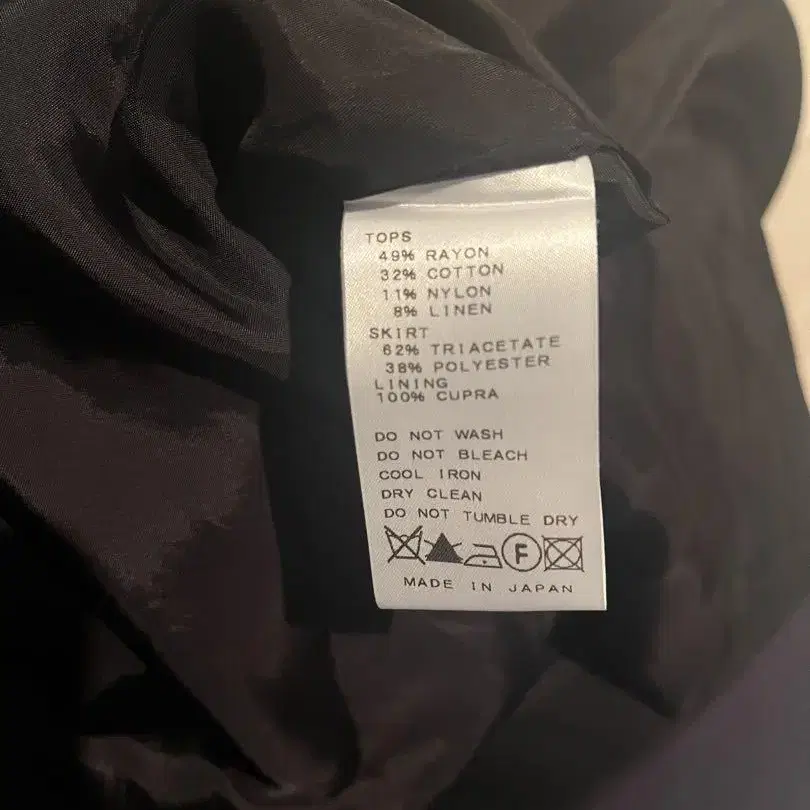 TOPS
49% RAYON
32% COTTON
11% NYLON
8% LINEN
SKIRT
62% TRIACETATE
38% POLYESTER
LINING
100% CUPRA
DO NOT WASH
DO NOT BLEACH
COOL IRON
DRY CLEAN
DO NOT TUMBLE DRY
F
MADE IN JAPAN